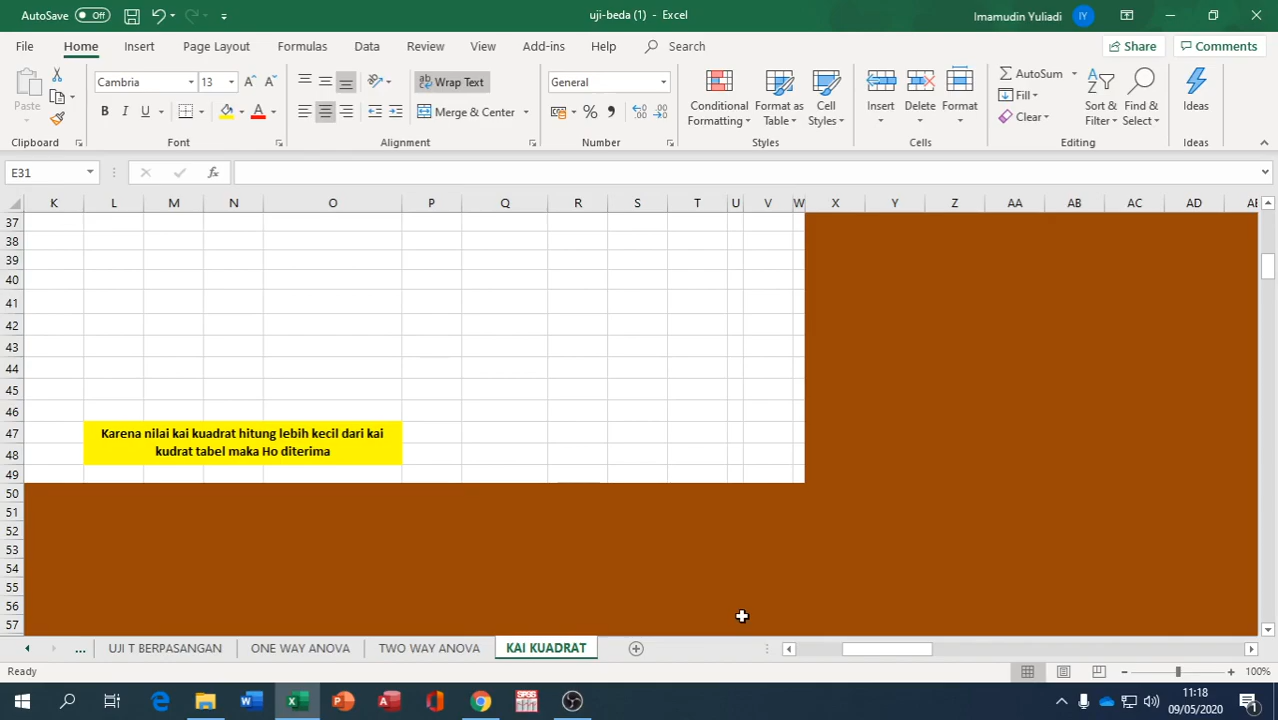 AutoSave Off
uji-beda (1) - Excel
Imamudin Yuliadi IY
File Home Insert Page Layout Formulas Data Review View Add-ins Help Search Share Comments
Paste
Clipboard
Cambria 13
B I U
Font
Wrap Text
Merge & Center
Alignment
General
Number
Conditional Formatting
Format as Table
Cell Styles
Styles
Insert Delete Format
Cells
AutoSum
Fill
Clear
Sort & Filter
Find & Select
Editing
Ideas
Ideas
E31 fx
K L M N O P Q R S T U V W X Y Z AA AB AC AD
37
38
39
40
41
42
43
44
45
46
47
48
49
50
51
52
53
54
55
56
57
Karena nilai kai kuadrat hitung lebih kecil dari kai
kudrat tabel maka Ho diterima
... UJI T BERPASANGAN ONE WAY ANOVA TWO WAY ANOVA KAI KUADRAT
Ready 100%
11:18
09/05/2020